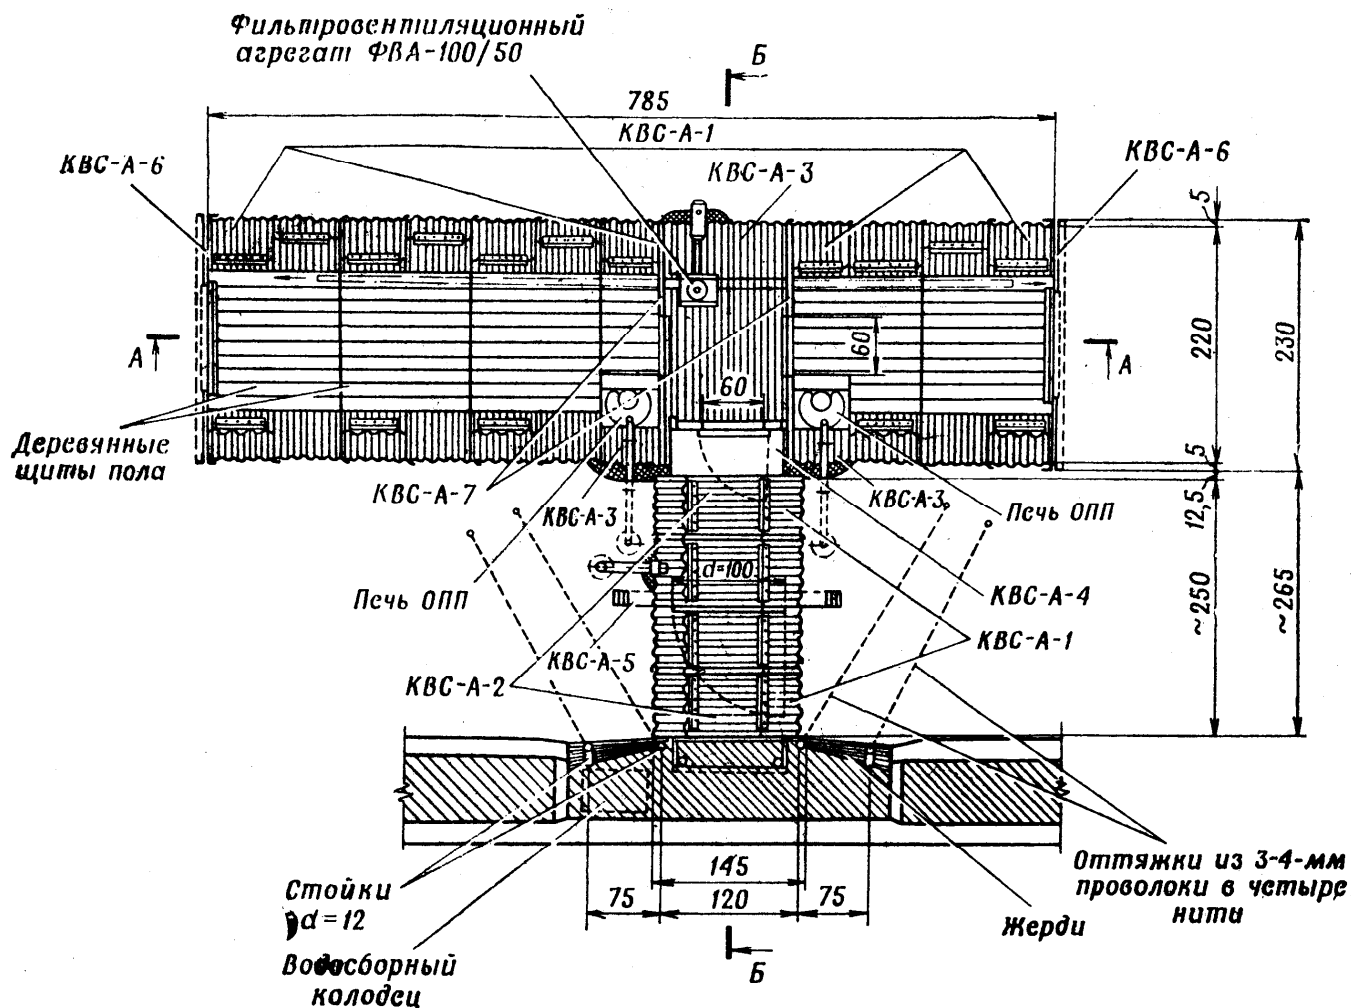 Фильтровентиляционный
агрегат ФВА-100/50
Б
785
КВС-А-1
КВС-А-6
КВС-А-3
КВС-А-6
5
220
230
А
60
А
60
Деревянные
щиты пола
5
КВС-А-7
КВС-А-3
КВС-А-3
12,5
Печь ОПП
d=100
Печь ОПП
КВС-А-4
~250
~265
КВС-А-1
КВС-А-5
КВС-А-2
145
Стойки
d=12
75
120
75
Оттяжки из 3-4-мм
проволоки в четыре
нити
Жерди
Водосборный
колодец
Б